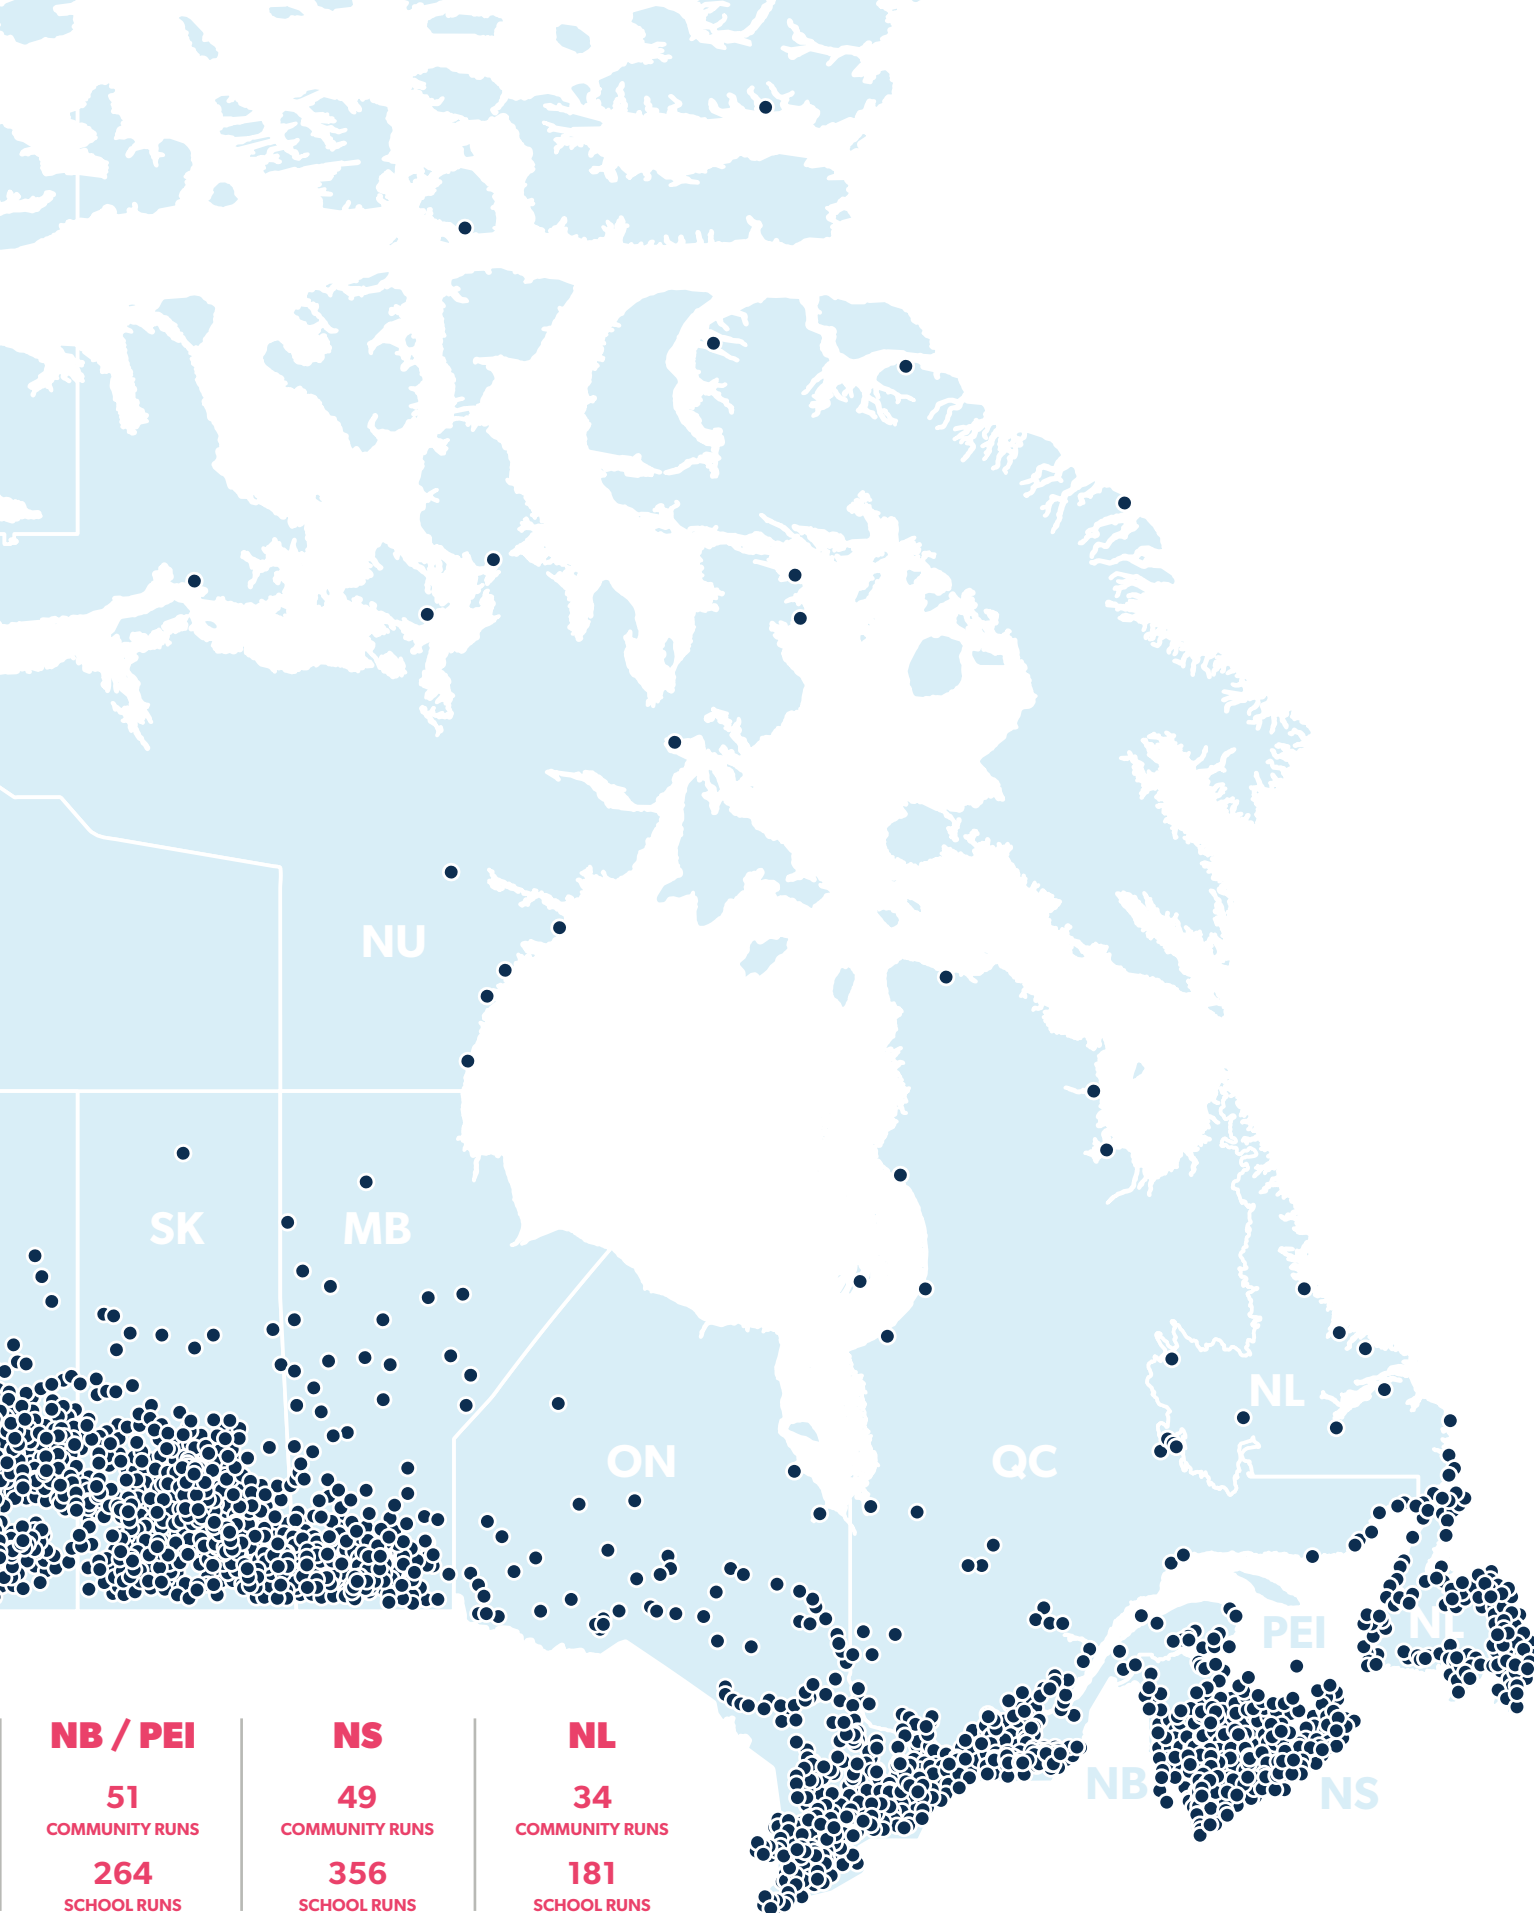 NU
SK
MB
NL
ON
QC
NL
PEI
NB
NS
NB / PEI
51
COMMUNITY RUNS
264
SCHOOL RUNS
NS
49
COMMUNITY RUNS
356
SCHOOL RUNS
NL
34
COMMUNITY RUNS
181
SCHOOL RUNS